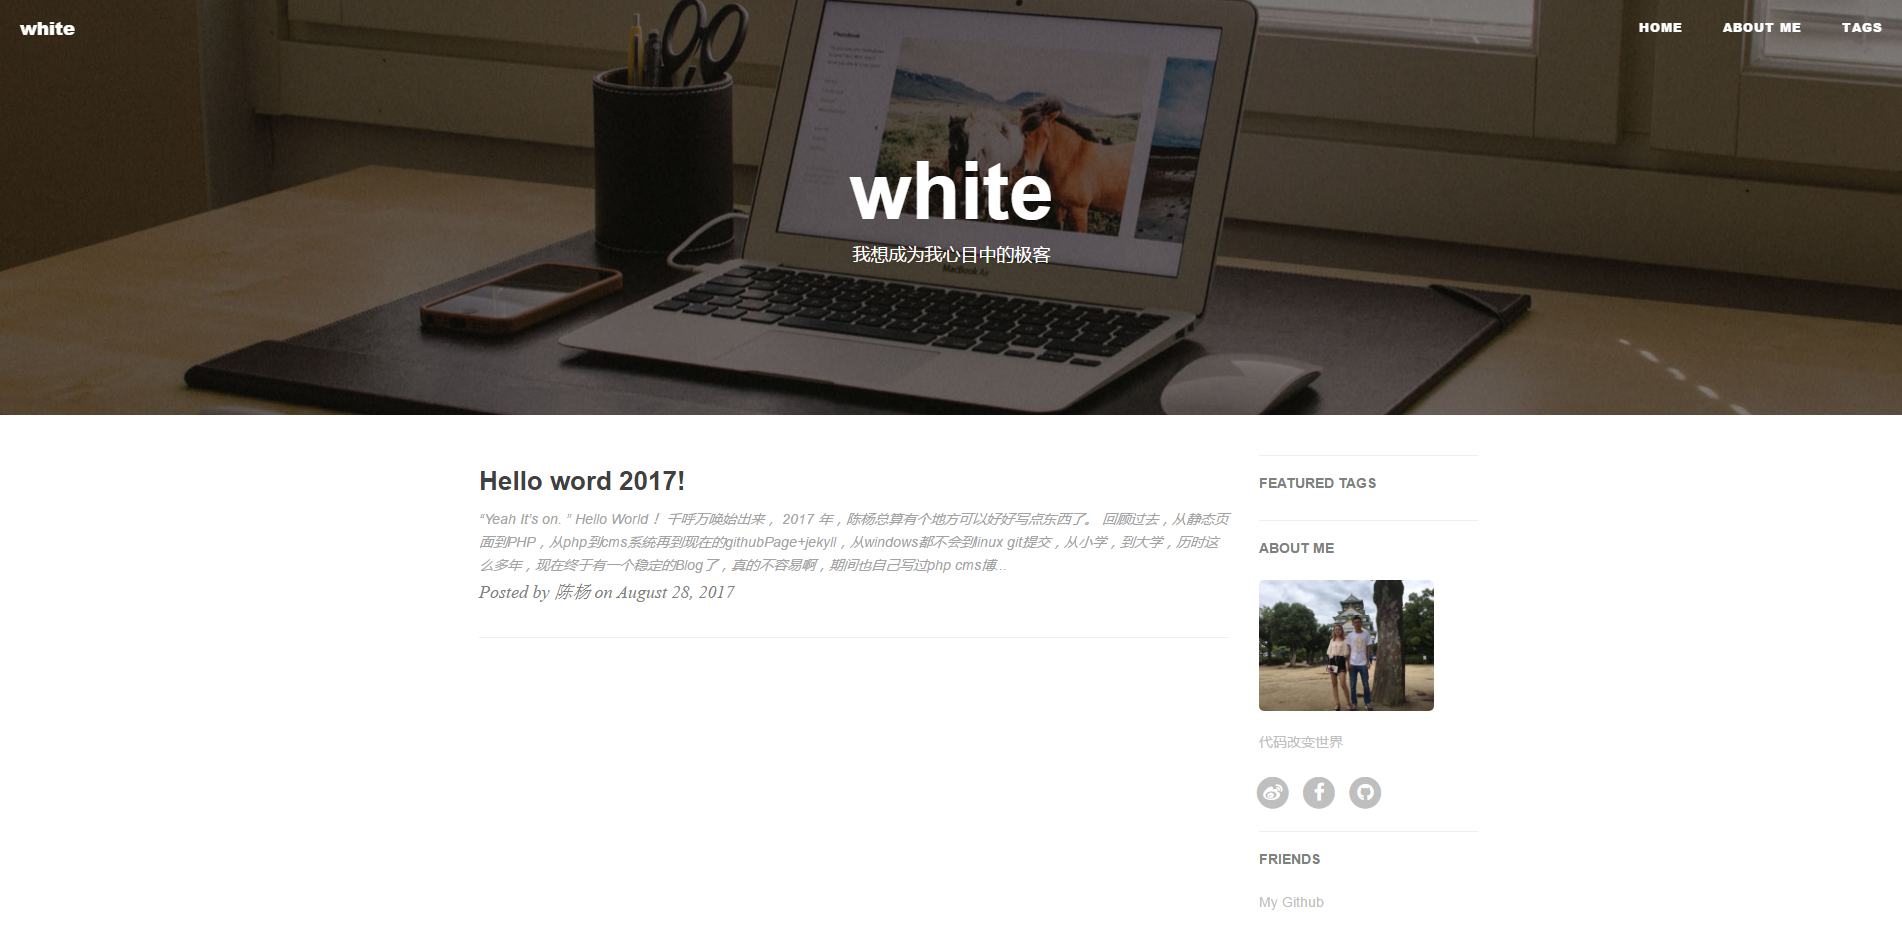 white
HOME ABOUT ME TAGS
white
我想成为我心目中的极客
MacBook Air
Hello word 2017!
“Yeah It’s on. ” Hello World！ 千呼万唤始出来， 2017 年，陈杨总算有个地方可以好好写点东西了。 回顾过去，从静态页
面到PHP，从php到cms系统再到现在的githubPage+jekyll，从windows都不会到linux git提交，从小学，到大学，历时这
么多年，现在终于有一个稳定的Blog了，真的不容易啊，期间也自己写过php cms博...
Posted by 陈杨 on August 28, 2017
FEATURED TAGS
ABOUT ME
代码改变世界
FRIENDS
My Github